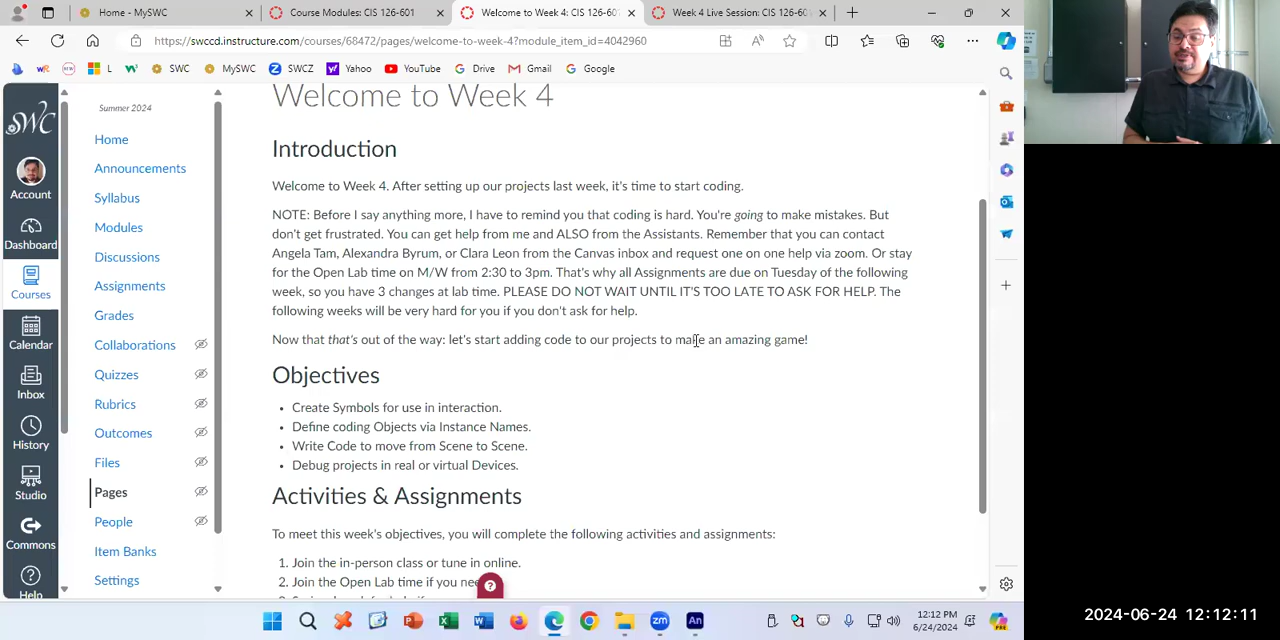 Home - MySWC
Course Modules: CIS 126-601
Welcome to Week 4: CIS 126-60
Week 4 Live Session: CIS 126-60
https://swccd.instructure.com/courses/68472/pages/welcome-to-week-4?module_item_id=4042960
L
SWC
MySWC
SWCZ
Yahoo
YouTube
Drive
Gmail
Google
SWC
Account
Dashboard
Courses
Calendar
Inbox
History
Studio
Commons
Help
Summer 2024
Home
Announcements
Syllabus
Modules
Discussions
Assignments
Grades
Collaborations
Quizzes
Rubrics
Outcomes
Files
Pages
People
Item Banks
Settings
Welcome to Week 4
Introduction
Welcome to Week 4. After setting up our projects last week, it's time to start coding.
NOTE: Before I say anything more, I have to remind you that coding is hard. You're going to make mistakes. But
don't get frustrated. You can get help from me and ALSO from the Assistants. Remember that you can contact
Angela Tam, Alexandra Byrum, or Clara Leon from the Canvas inbox and request one on one help via zoom. Or stay
for the Open Lab time on M/W from 2:30 to 3pm. That's why all Assignments are due on Tuesday of the following
week, so you have 3 changes at lab time. PLEASE DO NOT WAIT UNTIL IT'S TOO LATE TO ASK FOR HELP. The
following weeks will be very hard for you if you don't ask for help.
Now that that's out of the way: let's start adding code to our projects to make an amazing game!
Objectives
• Create Symbols for use in interaction.
• Define coding Objects via Instance Names.
• Write Code to move from Scene to Scene.
• Debug projects in real or virtual Devices.
Activities & Assignments
To meet this week's objectives, you will complete the following activities and assignments:
1. Join the in-person class or tune in online.
2. Join the Open Lab time if you nee
12:12 PM
6/24/2024
2024-06-24 12:12:11